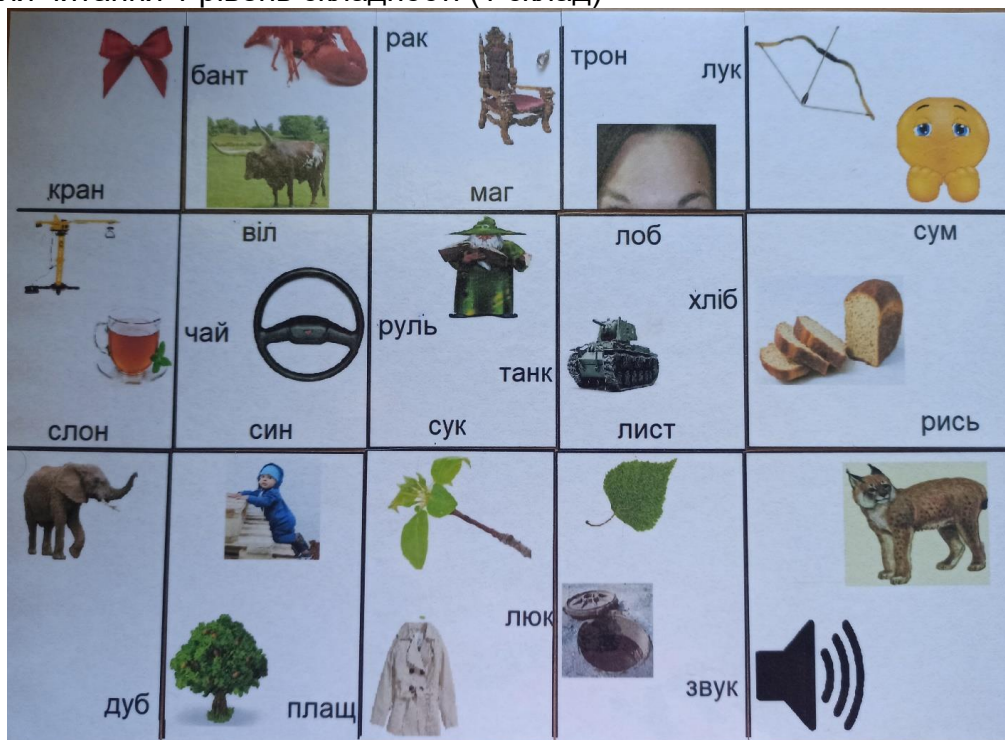 бант
рак
трон
лук
кран
маг
віл
лоб
сум
чай
руль
хліб
танк
слон
син
сук
лист
рись
люк
дуб
плащ
звук